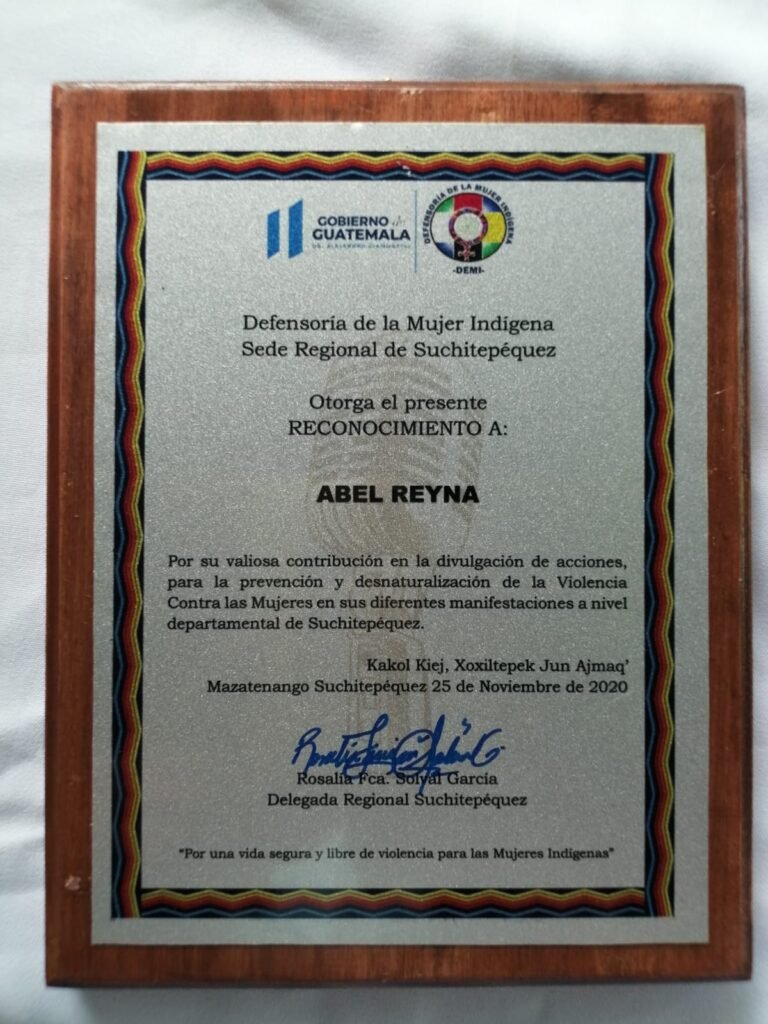 GOBIERNO de
GUATEMALA
DR. ALEJANDRO GIAMMATTEI
DEFENSORÍA DE LA MUJER INDÍGENA
-DEMI-
Defensoría de la Mujer Indígena
Sede Regional de Suchitepéquez
Otorga el presente
RECONOCIMIENTO A:
ABEL REYNA
Por su valiosa contribución en la divulgación de acciones,
para la prevención y desnaturalización de la Violencia
Contra las Mujeres en sus diferentes manifestaciones a nivel
departamental de Suchitepéquez.
Kakol Kiej, Xoxiltepek Jun Ajmaq’
Mazatenango Suchitepéquez 25 de Noviembre de 2020
Rosalía Fca. Solval García
Delegada Regional Suchitepéquez
“Por una vida segura y libre de violencia para las Mujeres Indígenas”